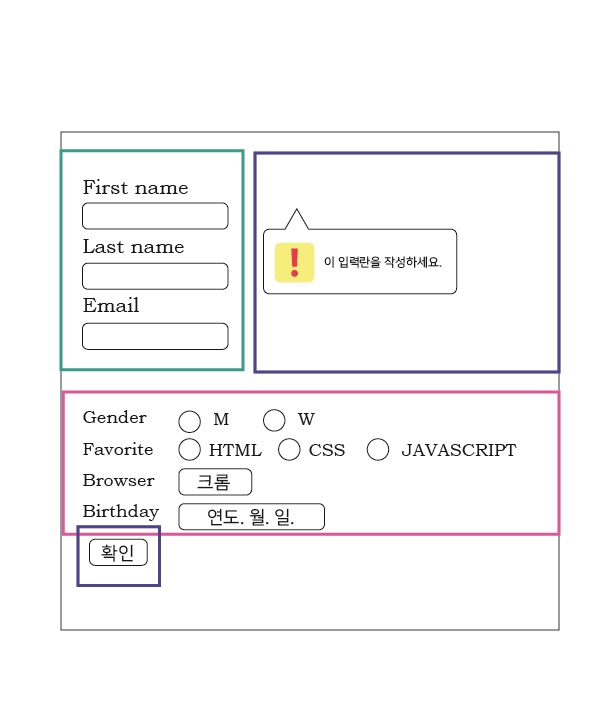 First name
Last name
Email
이 입력란을 작성하세요.
Gender M W
Favorite HTML CSS JAVASCRIPT
Browser 크롬
Birthday 연도. 월. 일.
확인